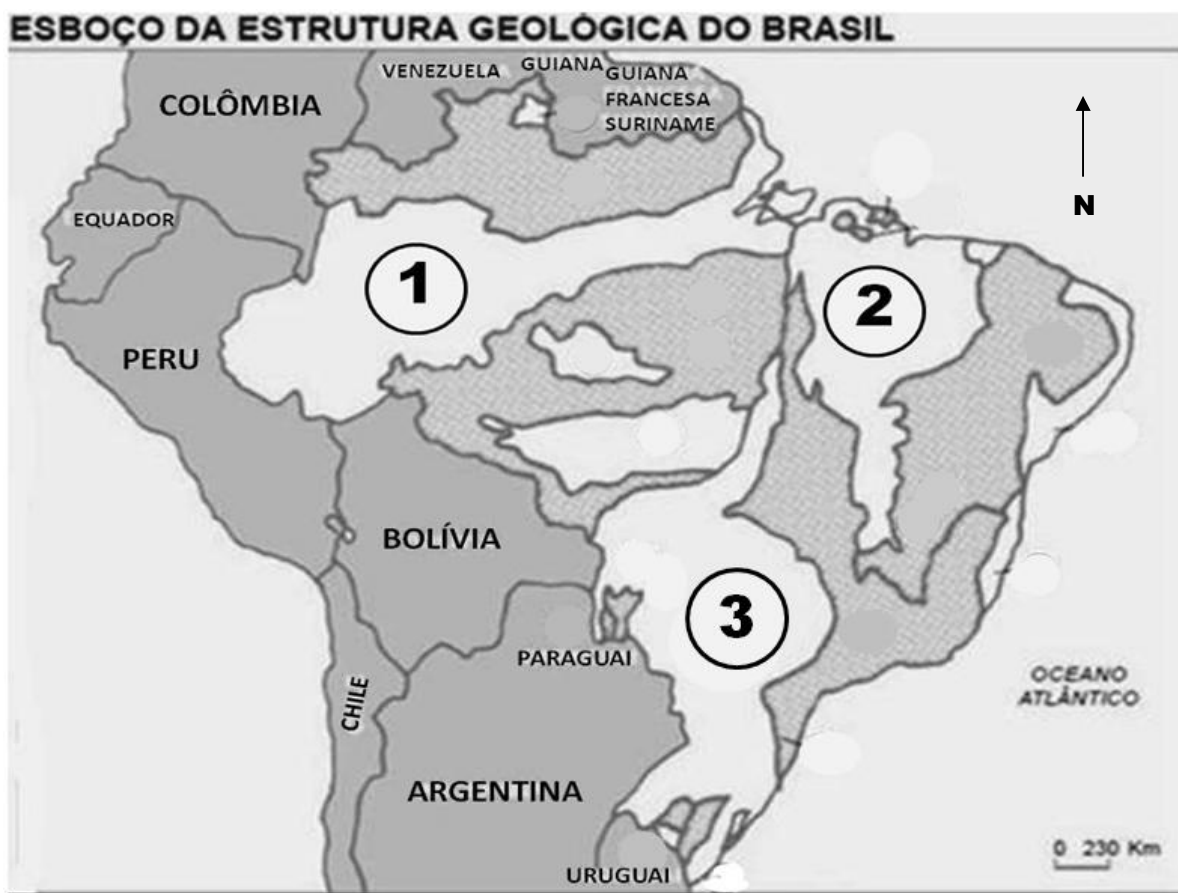 ESBOÇO DA ESTRUTURA GEOLÓGICA DO BRASIL
VENEZUELA
GUIANA
GUIANA
FRANCESA
SURINAME
COLÔMBIA
N
EQUADOR
1
2
PERU
BOLÍVIA
3
PARAGUAI
CHILE
OCEANO
ATLÂNTICO
ARGENTINA
0 230 Km
URUGUAI